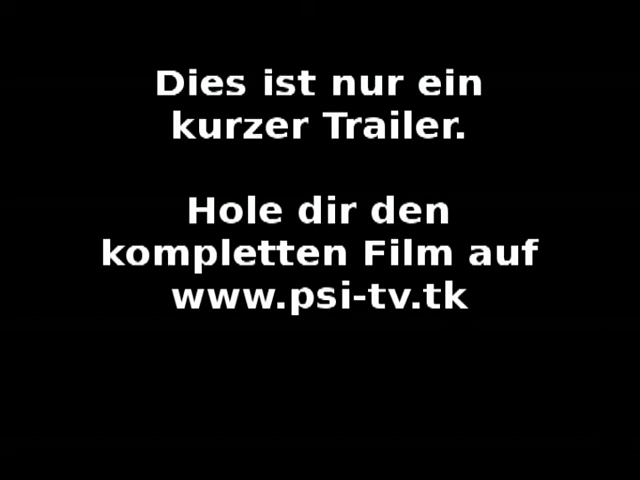 Dies ist nur ein
kurzer Trailer.
Hole dir den
kompletten Film auf
www.psi-tv.tk